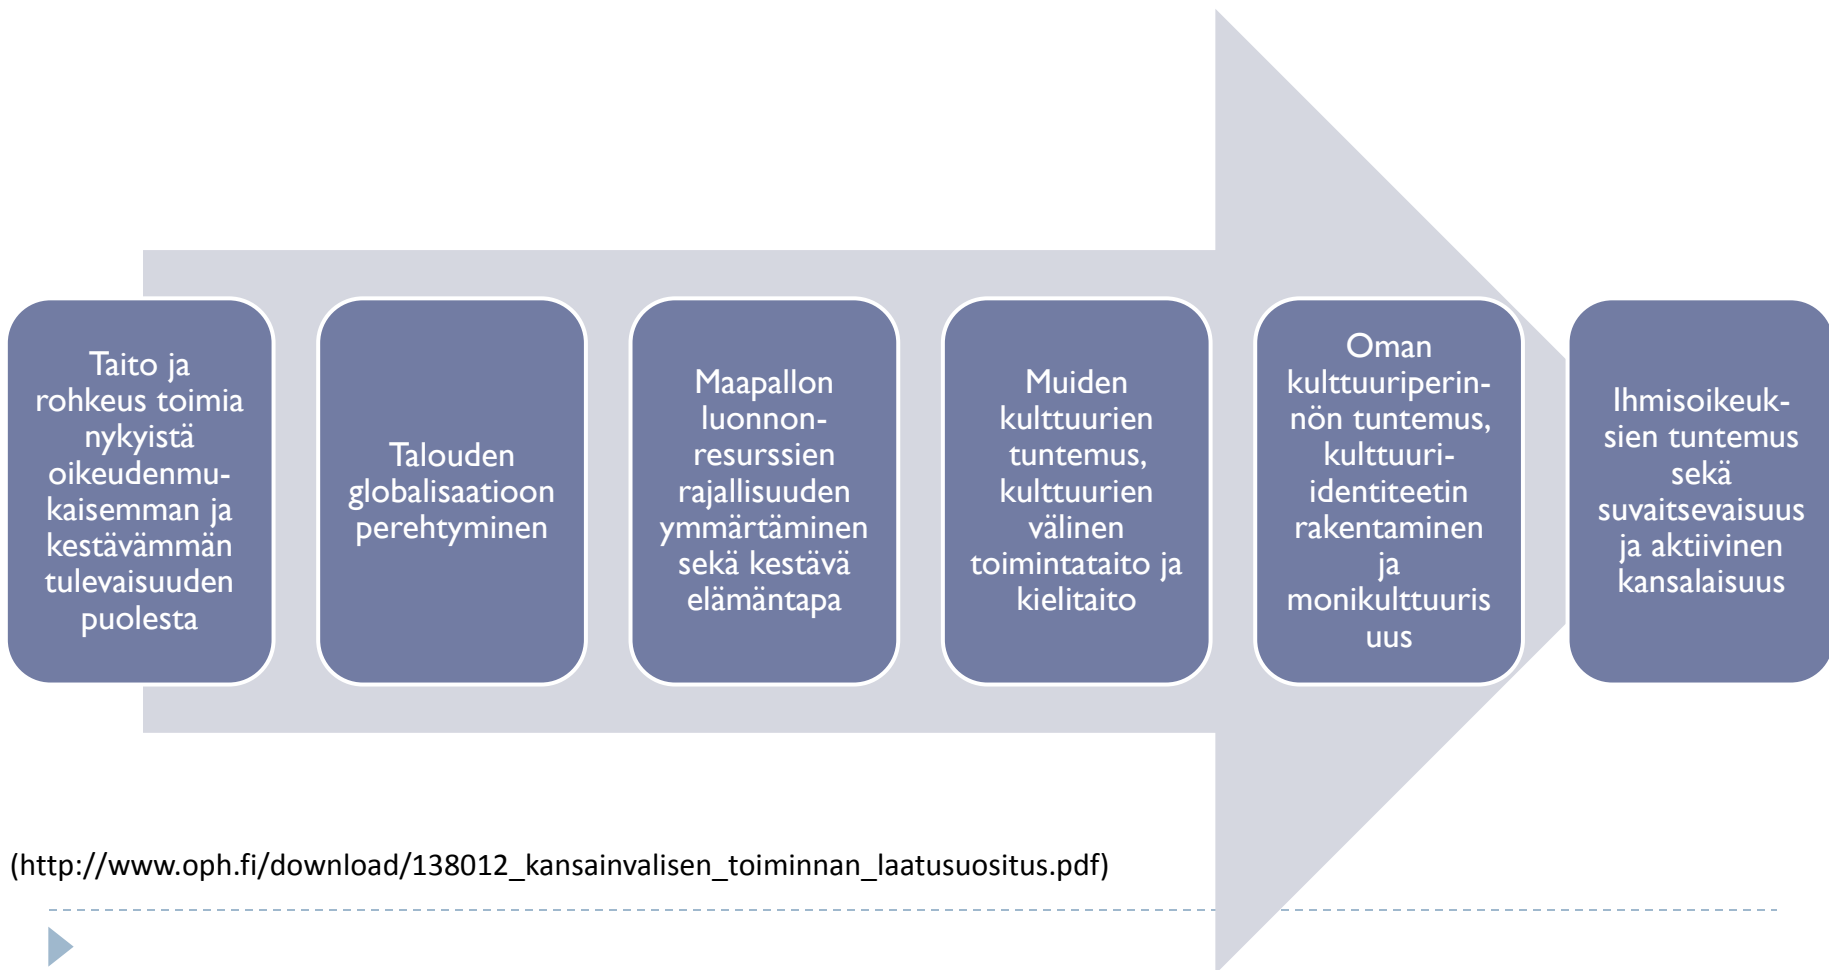 Taito ja
rohkeus toimia
nykyistä
oikeudenmu-
kaisemman ja
kestävämmän
tulevaisuuden
puolesta
Talouden
globalisaatioon
perehtyminen
Maapallon
luonnon-
resurssien
rajallisuuden
ymmärtäminen
sekä kestävä
elämäntapa
Muiden
kulttuurien
tuntemus,
kulttuurien
välinen
toimintataito ja
kielitaito
Oman
kulttuuriperin-
nön tuntemus,
kulttuuri-
identiteetin
rakentaminen
ja
monikulttuuris
uus
Ihmisoikeuk-
sien tuntemus
sekä
suvaitsevaisuus
ja aktiivinen
kansalaisuus
(http://www.oph.fi/download/138012_kansainvalisen_toiminnan_laatusuositus.pdf)